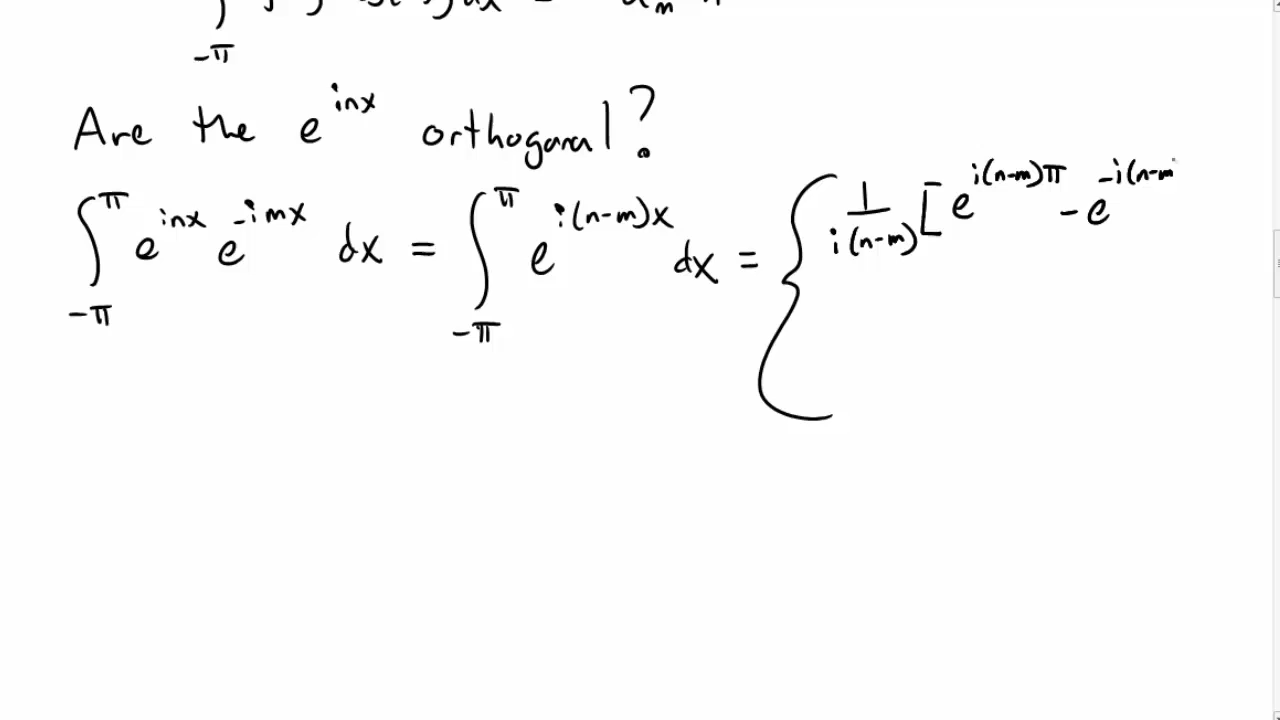 -π
Are the e^{inx} orthogonal?
∫_{-π}^{π} e^{inx} e^{-imx} dx = ∫_{-π}^{π} e^{i(n-m)x} dx = { 1/(i(n-m)) [e^{i(n-m)π} - e^{-i(n-m